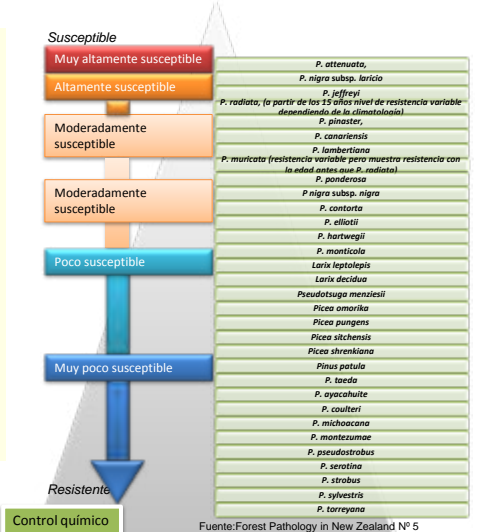 Susceptible
Muy altamente susceptible
Altamente susceptible
Moderadamente
susceptible
Moderadamente
susceptible
Poco susceptible
Muy poco susceptible
Resistente
Control químico
P. attenuata,
P. nigra subsp. laricio
P. jeffreyi
P. radiata, (a partir de los 15 años nivel de resistencia variable
dependiendo de la climatología)
P. pinaster,
P. canariensis
P. lambertiana
P. muricata (resistencia variable pero muestra resistencia con
la edad antes que P. radiata)
P. ponderosa
P nigra subsp. nigra
P. contorta
P. elliotii
P. hartwegii
P. monticola
Larix leptolepis
Larix decidua
Pseudotsuga menziesii
Picea omorika
Picea pungens
Picea sitchensis
Picea shrenkiana
Pinus patula
P. taeda
P. ayacahuite
P. coulteri
P. michoacana
P. montezumae
P. pseudostrobus
P. serotina
P. strobus
P. sylvestris
P. torreyana
Fuente:Forest Pathology in New Zealand Nº 5